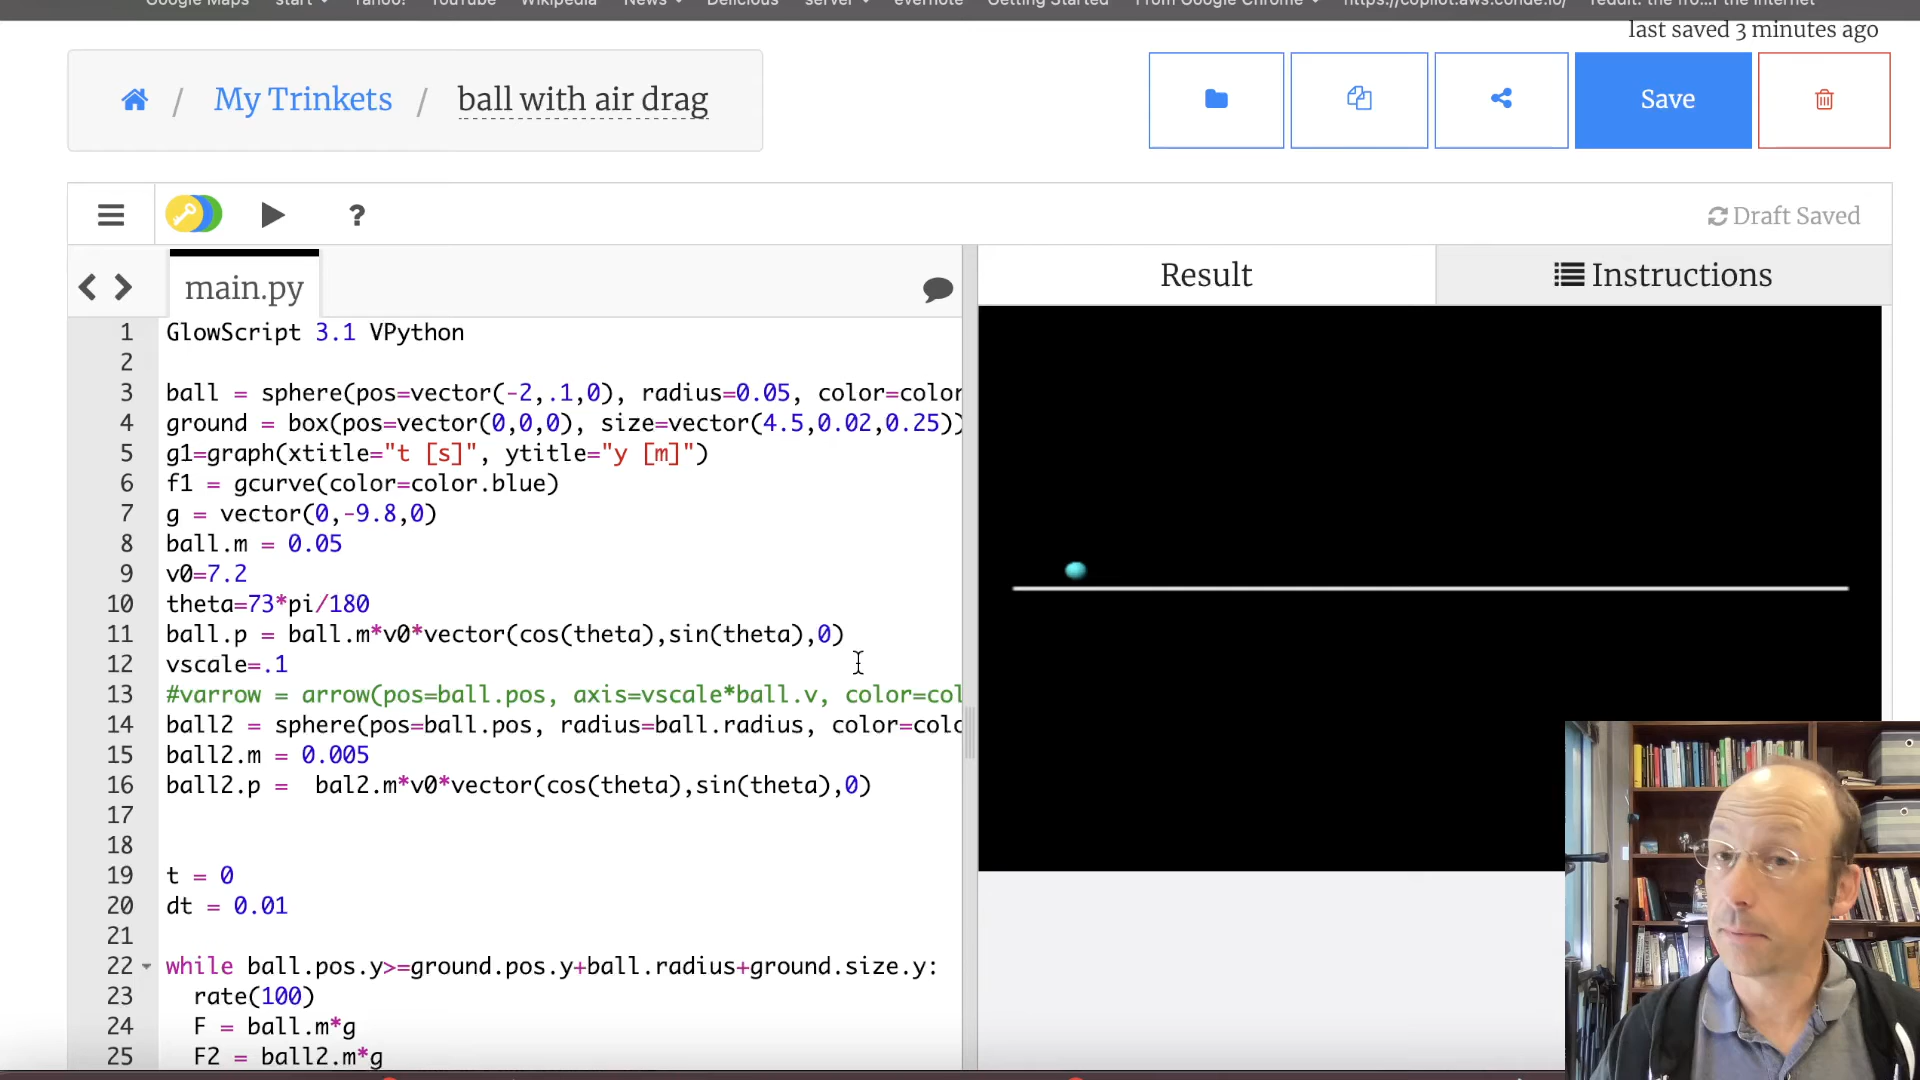 Google Maps start Yahoo! YouTube Wikipedia News Delicious server evernote Getting Started From Google Chrome https://copilot.aws.conde.io/ reddit: the fro...f the internet
last saved 3 minutes ago
/ My Trinkets / ball with air drag
Save
?
Draft Saved
main.py
Result
Instructions
1 GlowScript 3.1 VPython
2
3 ball = sphere(pos=vector(-2,.1,0), radius=0.05, color=color
4 ground = box(pos=vector(0,0,0), size=vector(4.5,0.02,0.25))
5 g1=graph(xtitle="t [s]", ytitle="y [m]")
6 f1 = gcurve(color=color.blue)
7 g = vector(0,-9.8,0)
8 ball.m = 0.05
9 v0=7.2
10 theta=73*pi/180
11 ball.p = ball.m*v0*vector(cos(theta),sin(theta),0)
12 vscale=.1
13 #varrow = arrow(pos=ball.pos, axis=vscale*ball.v, color=col
14 ball2 = sphere(pos=ball.pos, radius=ball.radius, color=colo
15 ball2.m = 0.005
16 ball2.p =  bal2.m*v0*vector(cos(theta),sin(theta),0)
17
18
19 t = 0
20 dt = 0.01
21
22 while ball.pos.y>=ground.pos.y+ball.radius+ground.size.y:
23 rate(100)
24 F = ball.m*g
25 F2 = ball2.m*g